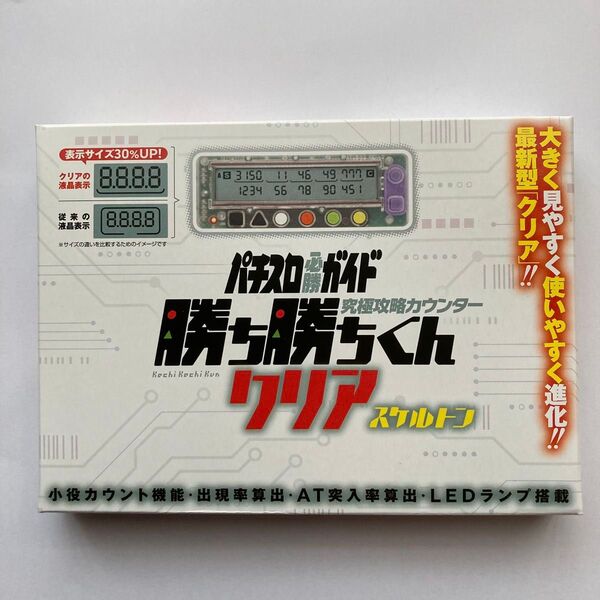 表示サイズ30%UP!
クリアの
液晶表示
8.8.8.8
従来の
液晶表示
8.8.8.8
※サイズの違いを比較するためのイメージです
A S 3150 11 46 49 777 C
1234 56 78 90 451
大きく見やすく使いやすく進化!!
最新型「クリア」!!
パチスロ必勝ガイド
究極攻略カウンター
勝ち勝ちくん
Kachi Kachi Kun
クリア
スケルトン
小役カウント機能・出現率算出・AT突入率算出・LEDランプ搭載